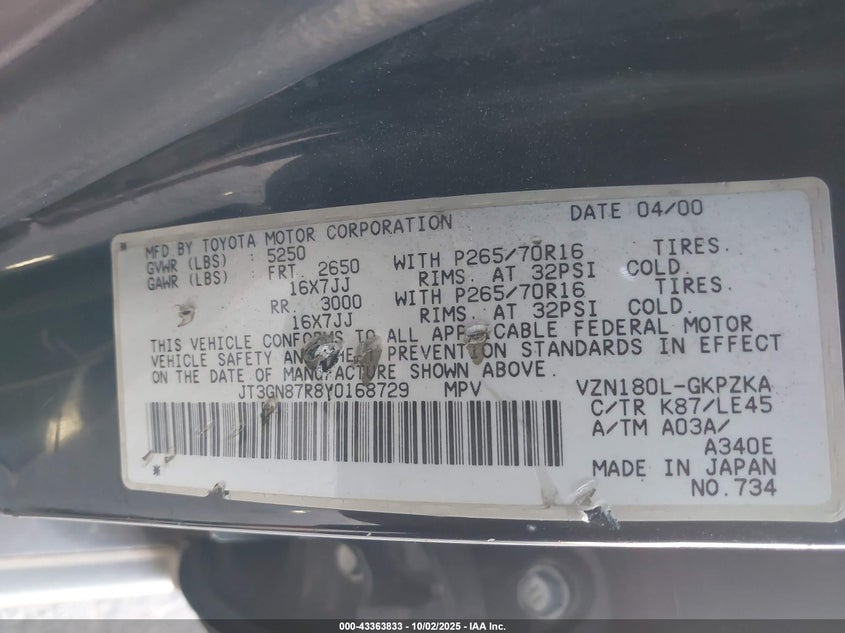 MFD BY TOYOTA MOTOR CORPORATION DATE 04/00
GVWR (LBS) : 5250
GAWR (LBS) FRT. 2650 WITH P265/70R16 TIRES.
16X7JJ RIMS. AT 32PSI COLD.
RR. 3000 WITH P265/70R16 TIRES.
16X7JJ RIMS. AT 32PSI COLD.
THIS VEHICLE CONFORMS TO ALL APPLICABLE FEDERAL MOTOR
VEHICLE SAFETY AND THEFT PREVENTION STANDARDS IN EFFECT
ON THE DATE OF MANUFACTURE SHOWN ABOVE.
JT3GN87R8Y0168729 MPV VZN180L-GKPZKA
C/TR K87/LE45
A/TM A03A/
A340E
MADE IN JAPAN
* NO.734
000-43363833 - 10/02/2025 - IAA Inc.